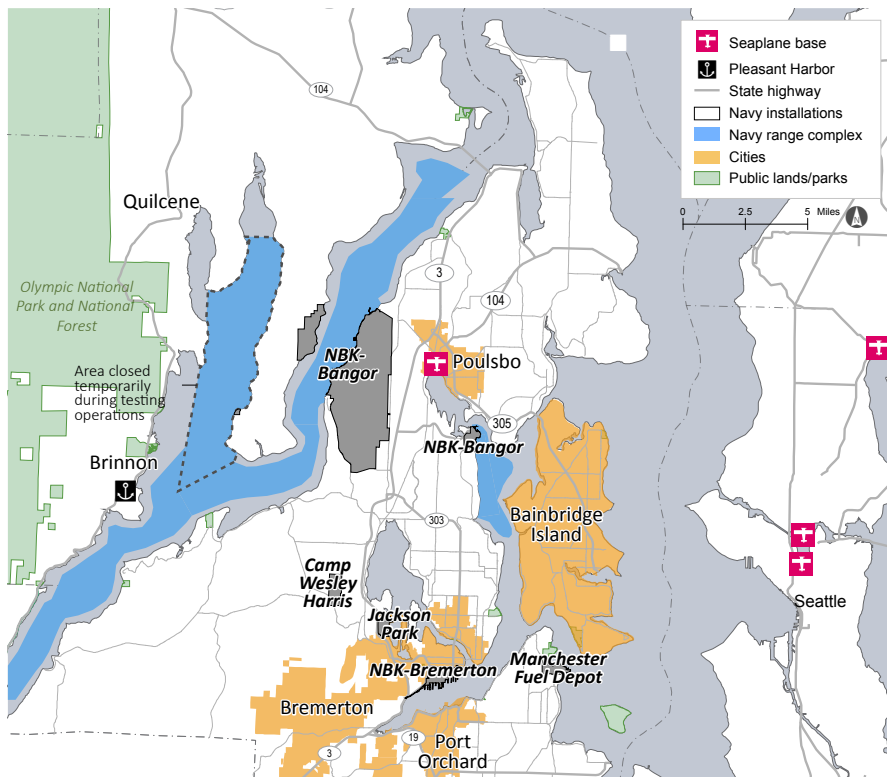 Seaplane base
Pleasant Harbor
State highway
Navy installations
Navy range complex
Cities
Public lands/parks
0 2.5 5 Miles
N
104
Quilcene
3
104
Olympic National
Park and National
Forest
NBK-
Bangor
Poulsbo
Area closed
temporarily
during testing
operations
305
NBK-Bangor
Brinnon
303
Bainbridge
Island
Camp
Wesley
Harris
Jackson
Park
Seattle
NBK-Bremerton
Manchester
Fuel Depot
Bremerton
19
3
Port
Orchard